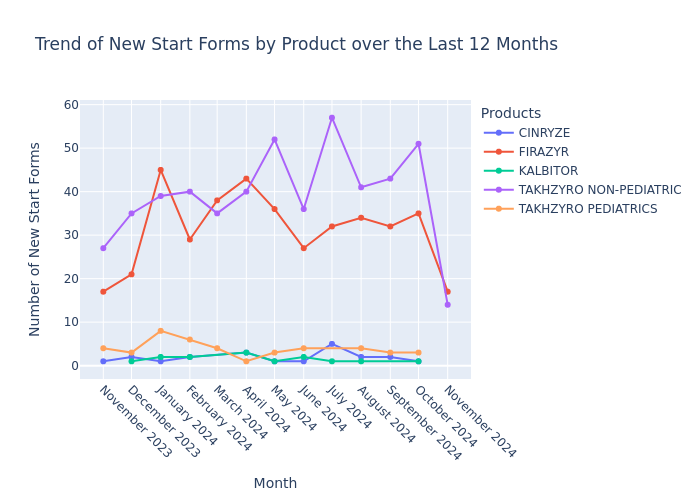 Trend of New Start Forms by Product over the Last 12 Months
Products
CINRYZE
FIRAZYR
KALBITOR
TAKHZYRO NON-PEDIATRIC
TAKHZYRO PEDIATRICS
Number of New Start Forms
60
50
40
30
20
10
0
November 2023
December 2023
January 2024
February 2024
March 2024
April 2024
May 2024
June 2024
July 2024
August 2024
September 2024
October 2024
November 2024
Month